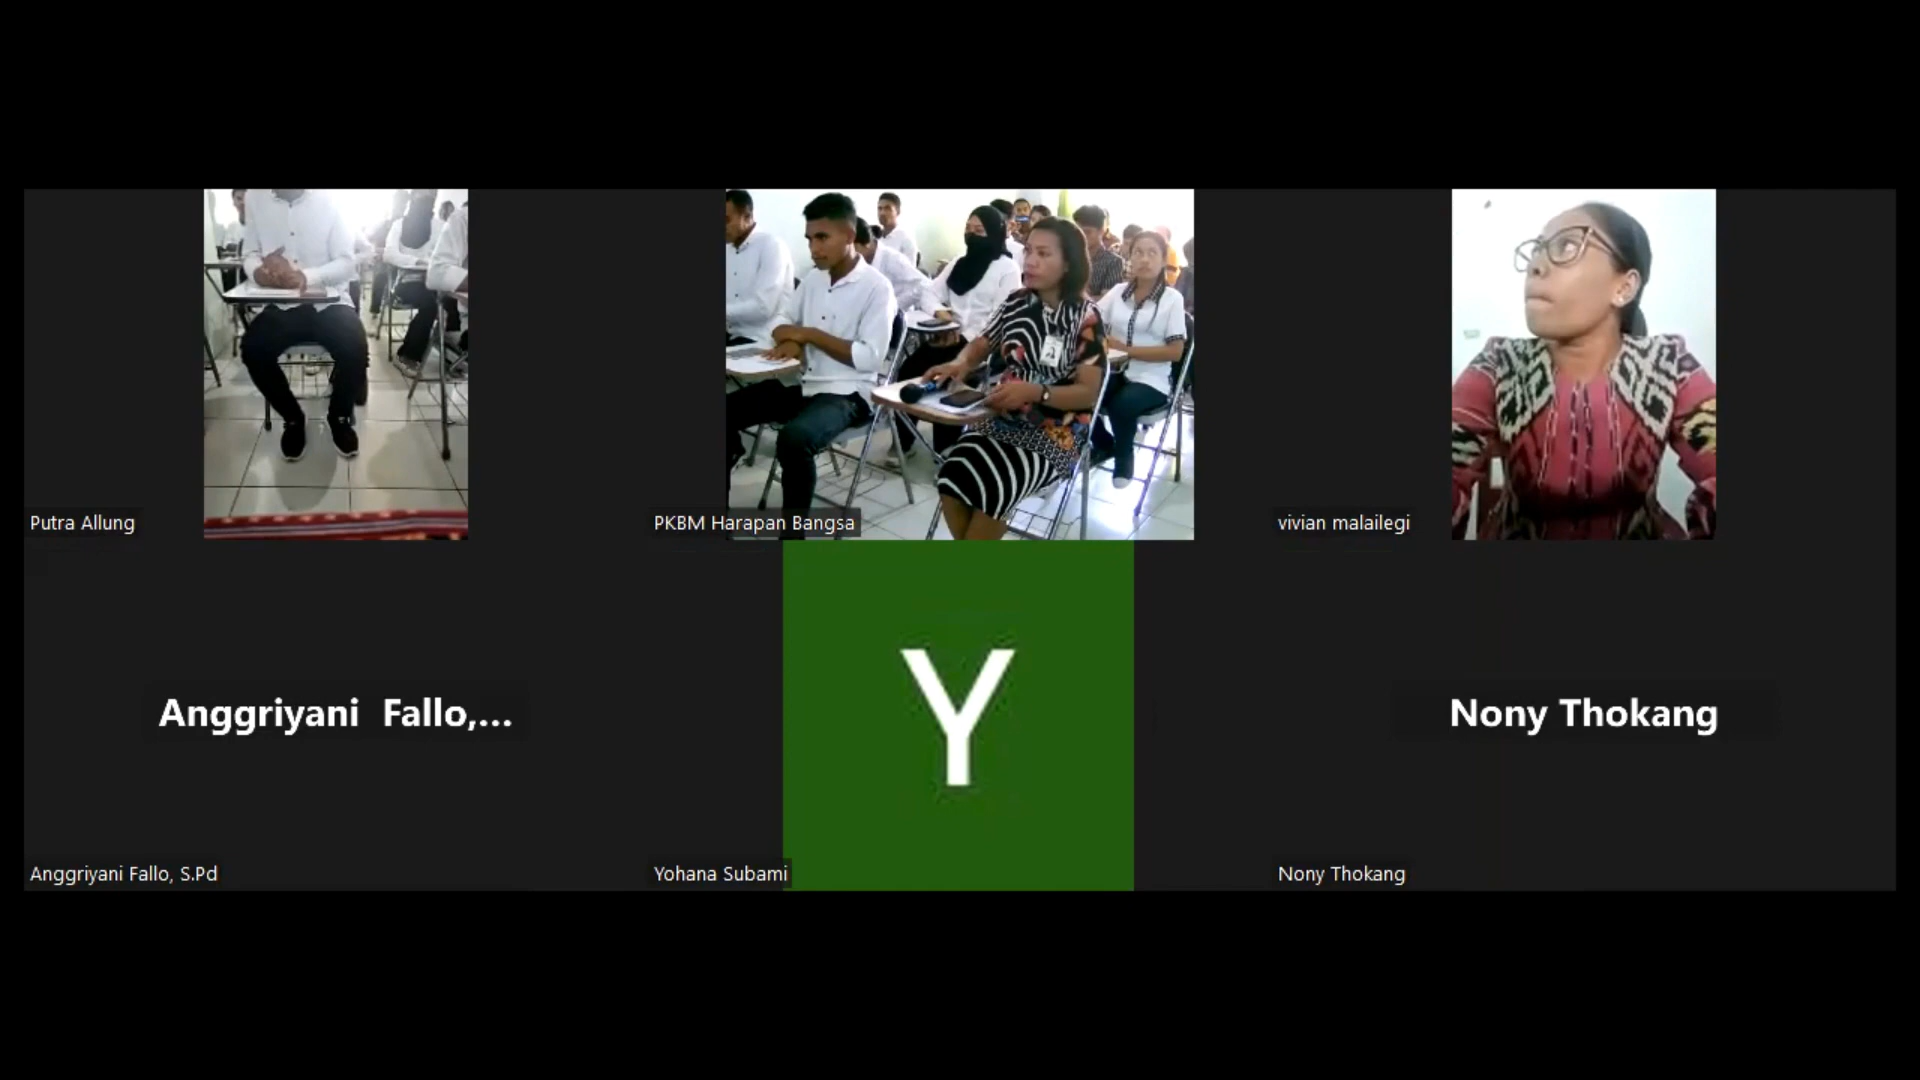 Putra Allung
PKBM Harapan Bangsa
vivian malailegi
Anggriyani Fallo,...
Y
Nony Thokang
Anggriyani Fallo, S.Pd
Yohana Subami
Nony Thokang